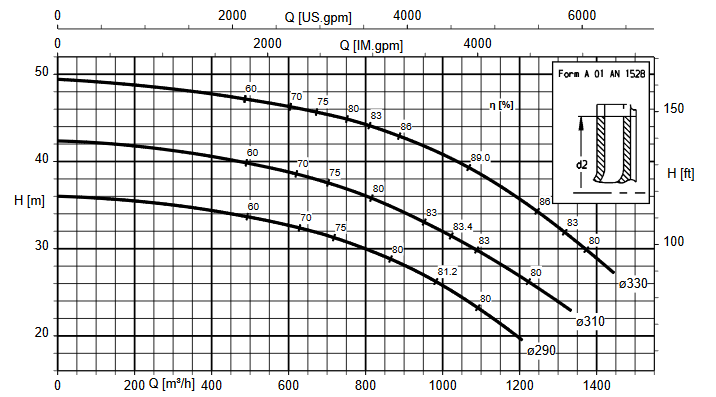 0 2000 Q [US.gpm] 4000 6000
0 2000 Q [IM.gpm] 4000
50
Form A 01 AN 1528
60
70
75
80
83
86
η [%]
150
d2
40
60
70
75
80
89.0
H [ft]
H [m]
60
70
75
83
83.4
83
86
83
80
100
30
80
81.2
80
80
ø330
ø310
20
ø290
0 200 Q [m³/h] 400 600 800 1000 1200 1400